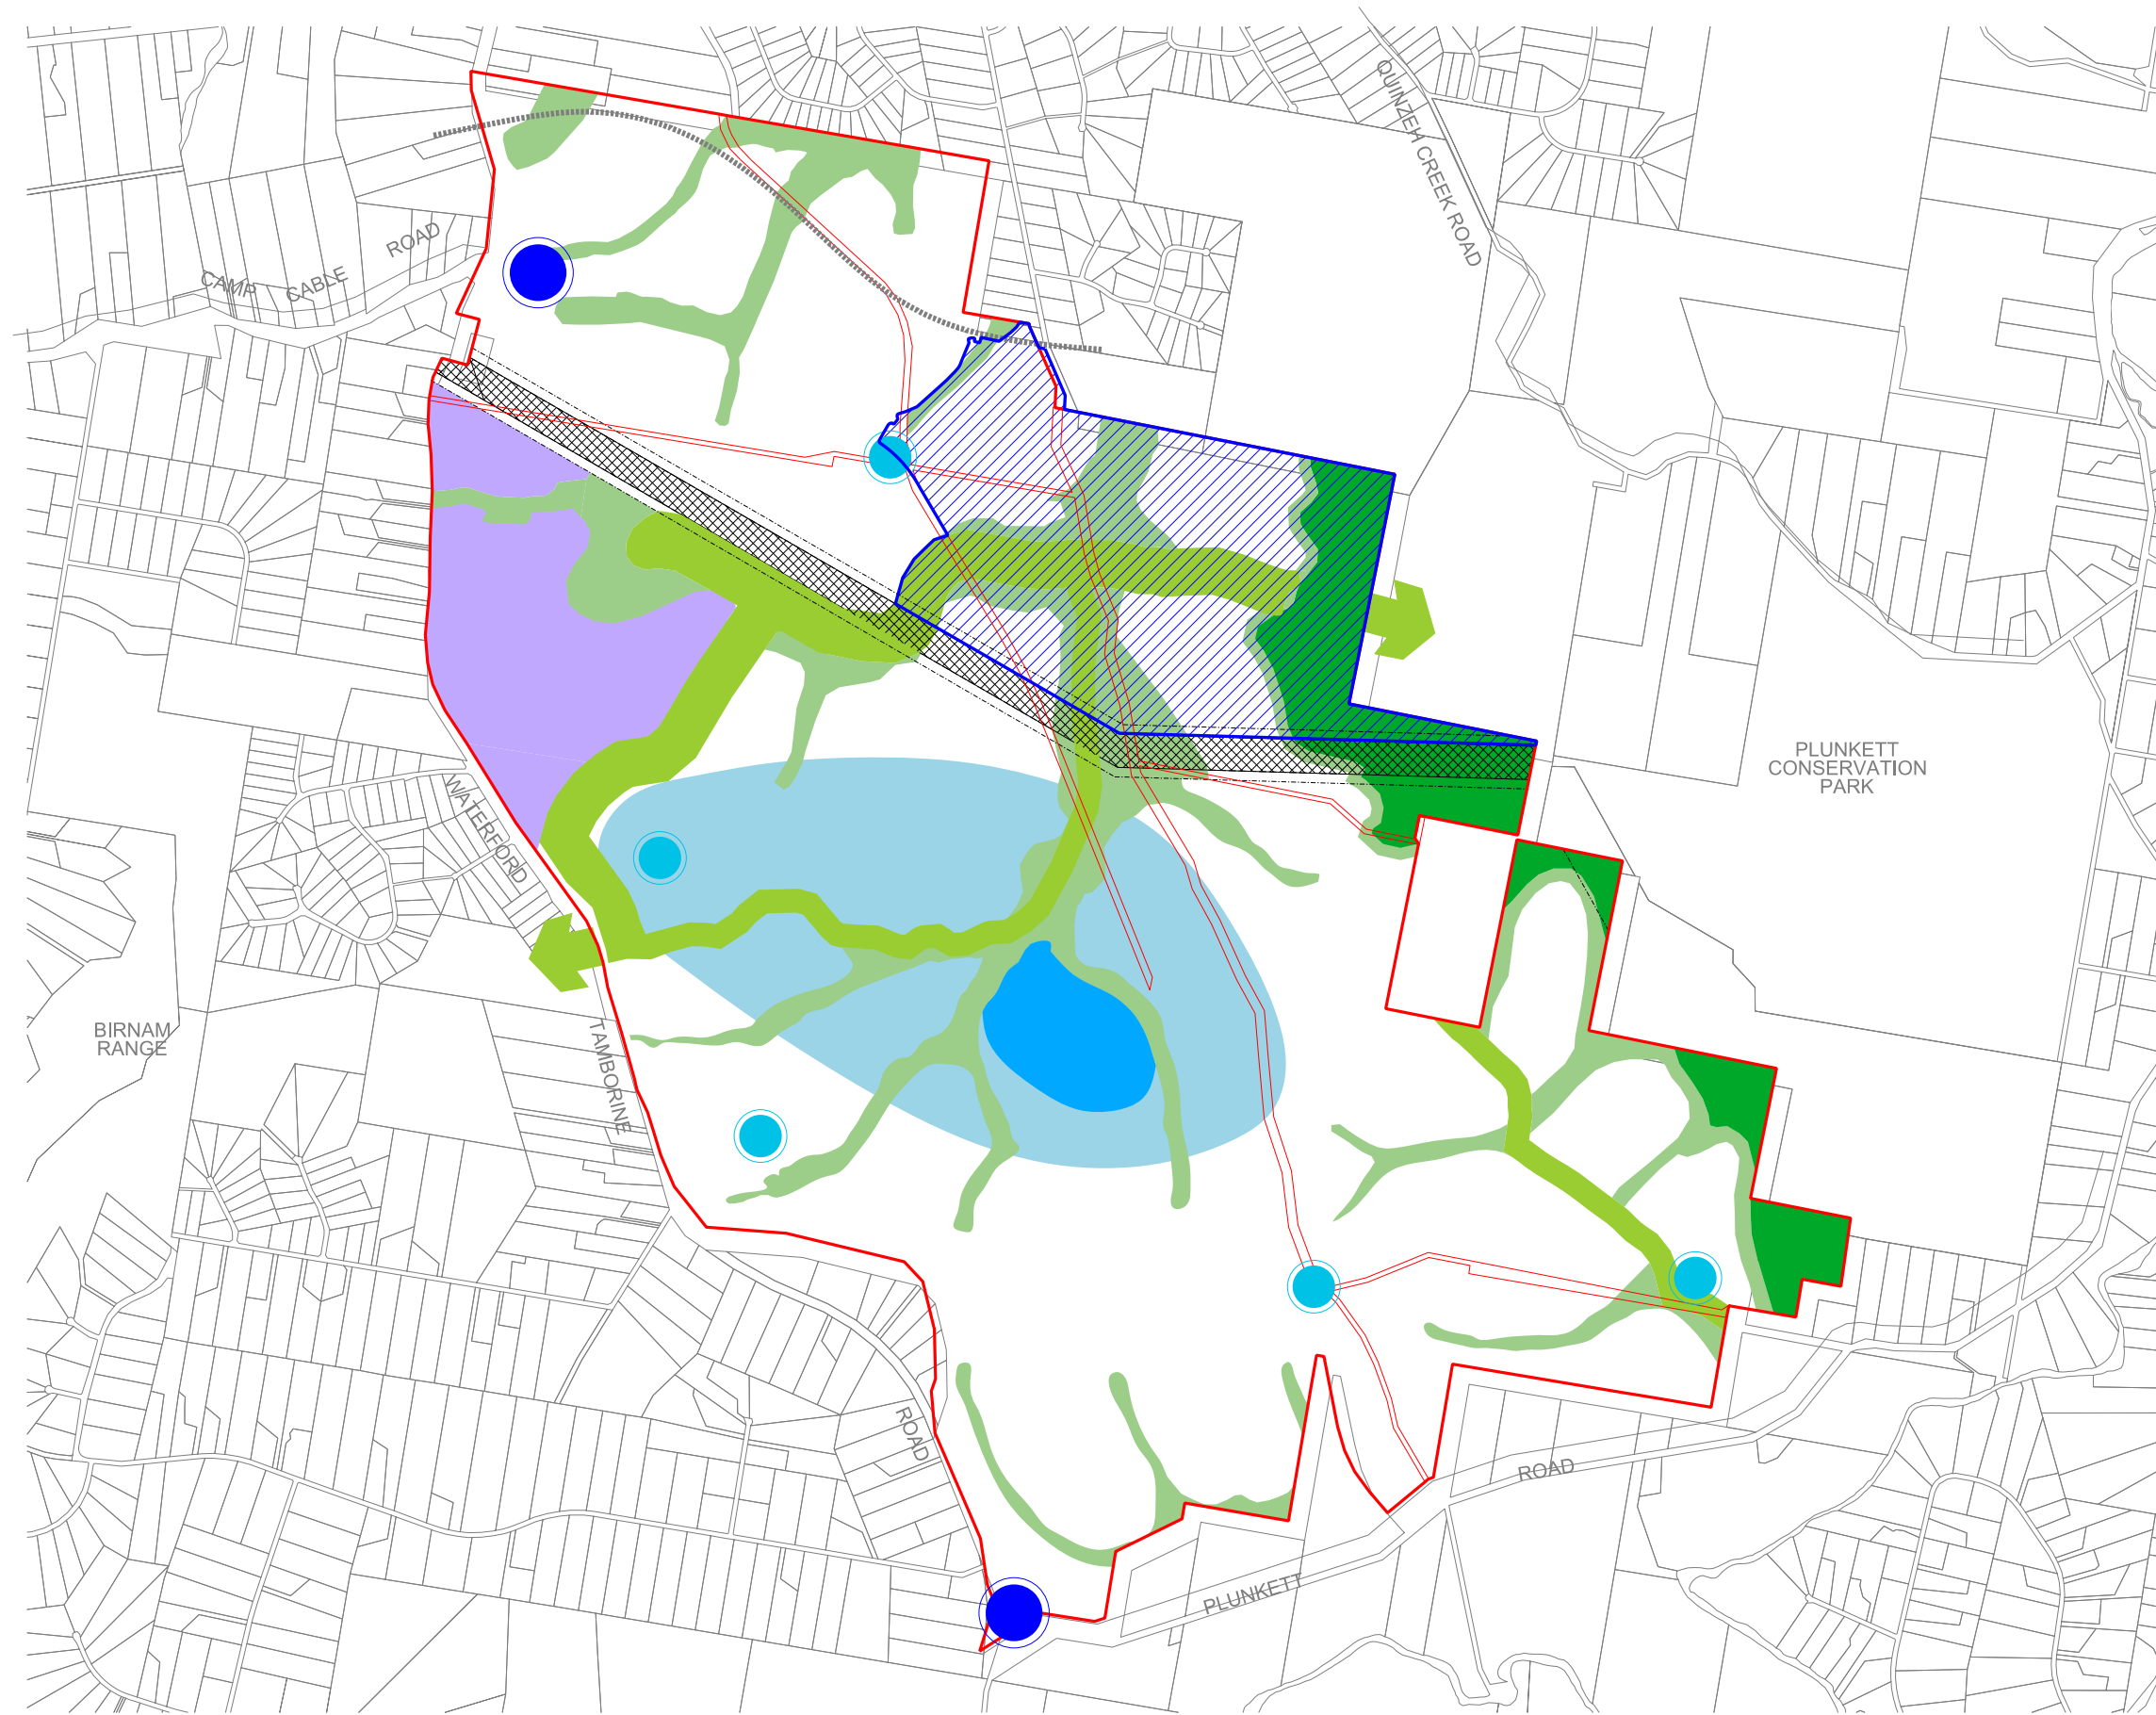 QUINZEH CREEK ROAD
CAMP CABLE ROAD
PLUNKETT
CONSERVATION
PARK
WATERFORD
BIRNAM
RANGE
TAMBORINE
ROAD
ROAD
PLUNKETT